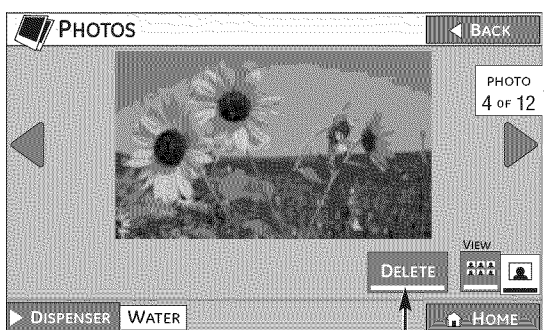 PHOTOS
BACK
PHOTO
4 OF 12
VIEW
DELETE
DISPENSER WATER
HOME